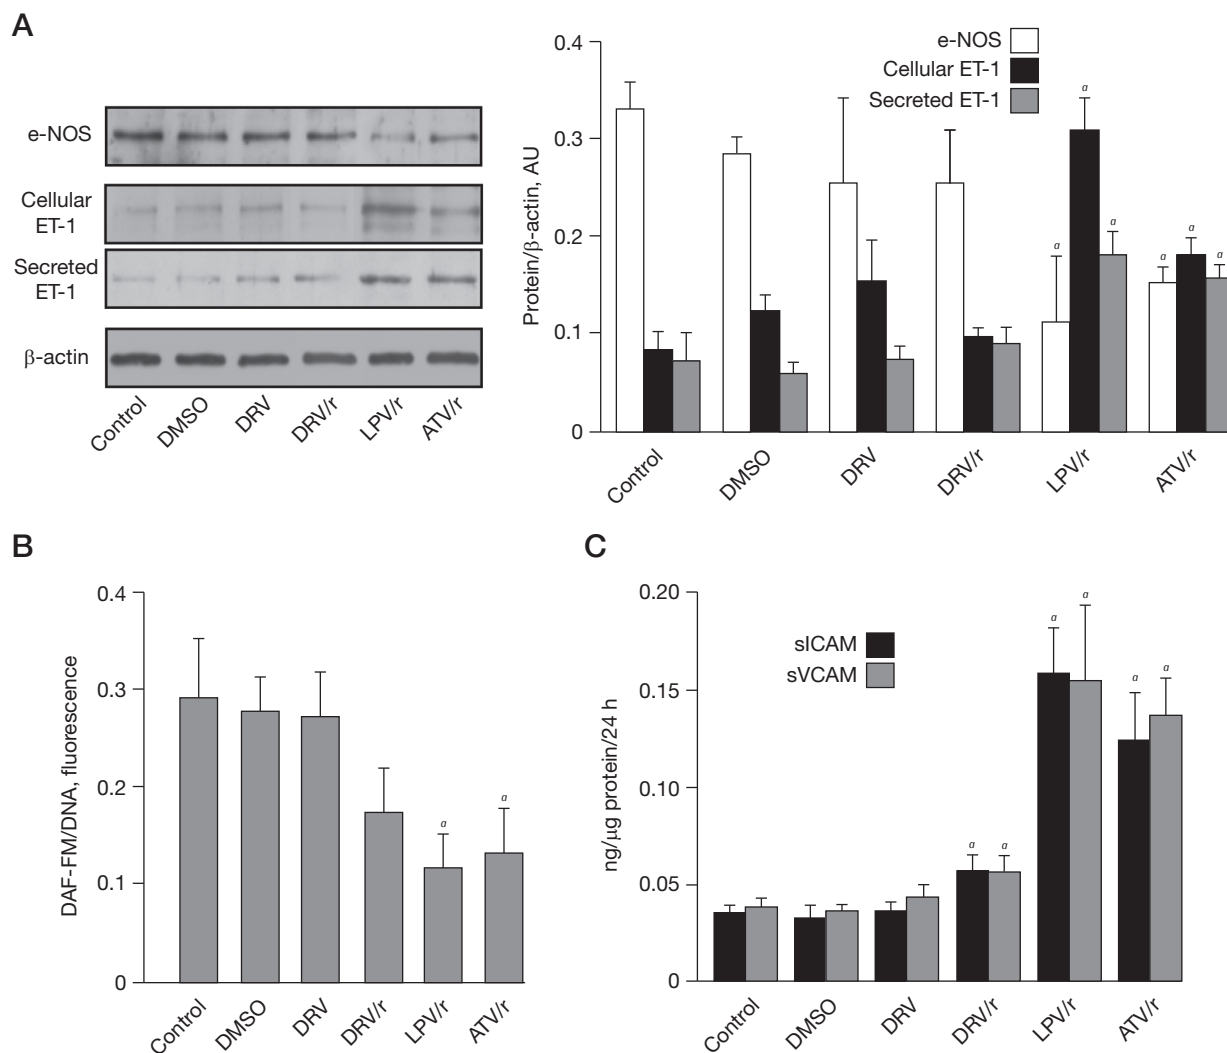 A
e-NOS
Cellular
ET-1
Secreted
ET-1
β-actin
Control
DMSO
DRV
DRV/r
LPV/r
ATV/r
e-NOS
Cellular ET-1
Secreted ET-1
Protein/β-actin, AU
0.4
0.3
0.2
0.1
0
a
a
a
a
a
a
Control
DMSO
DRV
DRV/r
LPV/r
ATV/r
B
DAF-FM/DNA, fluorescence
0.4
0.3
0.2
0.1
0
a
a
Control
DMSO
DRV
DRV/r
LPV/r
ATV/r
C
sICAM
sVCAM
ng/μg protein/24 h
0.20
0.15
0.10
0.05
0
a
a
a
a
a
a
Control
DMSO
DRV
DRV/r
LPV/r
ATV/r